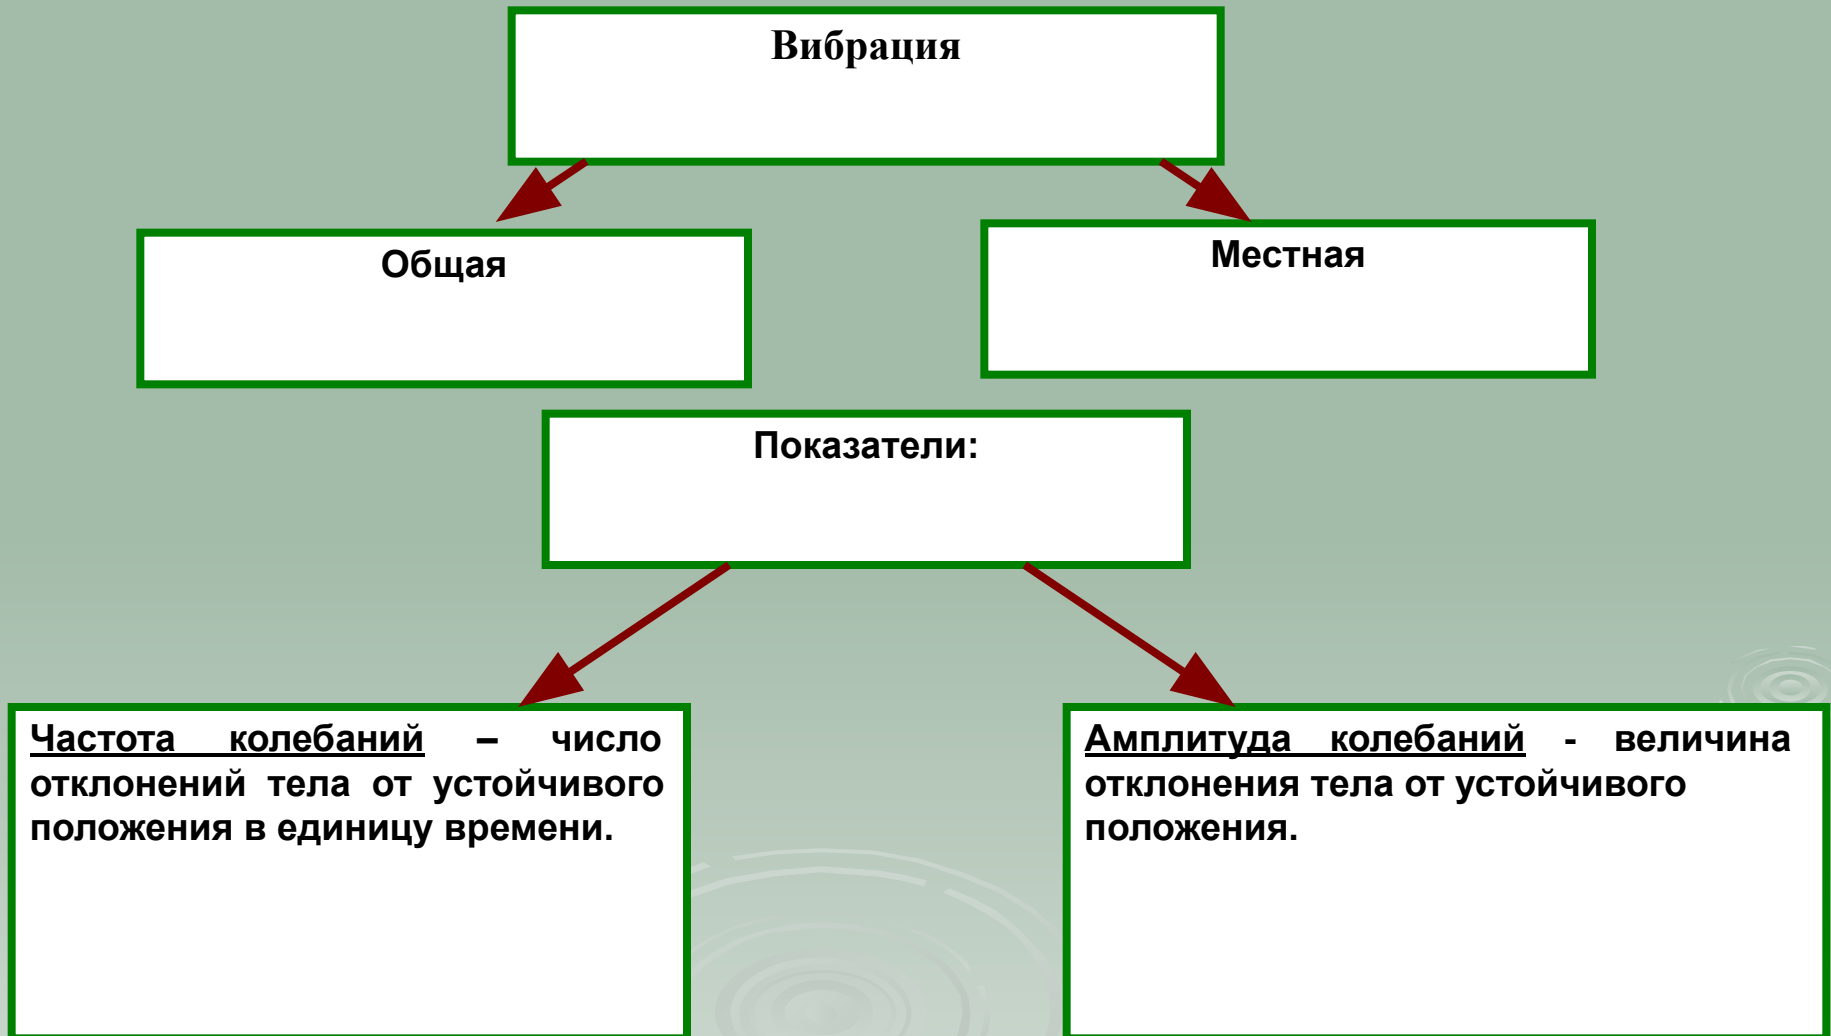 Вибрация
Общая
Местная
Показатели:
Частота колебаний – число
отклонений тела от устойчивого
положения в единицу времени.
Амплитуда колебаний - величина
отклонения тела от устойчивого
положения.